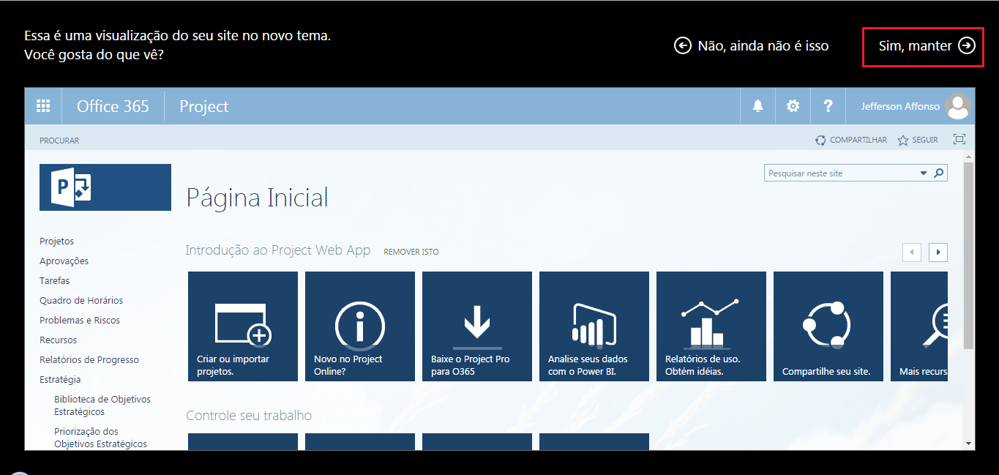 Essa é uma visualização do seu site no novo tema.
Você gosta do que vê?
Não, ainda não é isso
Sim, manter
Office 365
Project
?
Jefferson Affonso
PROCURAR
COMPARTILHAR
SEGUIR
P
Página Inicial
Pesquisar neste site
Projetos
Aprovações
Tarefas
Quadro de Horários
Problemas e Riscos
Recursos
Relatórios de Progresso
Estratégia
Biblioteca de Objetivos
Estratégicos
Priorização dos
Objetivos Estratégicos
Introdução ao Project Web App
REMOVER ISTO
Criar ou importar
projetos.
Novo no Project
Online?
Baixe o Project Pro
para O365
Analise seus dados
com o Power BI.
Relatórios de uso.
Obtém idéias.
Compartilhe seu site.
Mais recurs
Controle seu trabalho